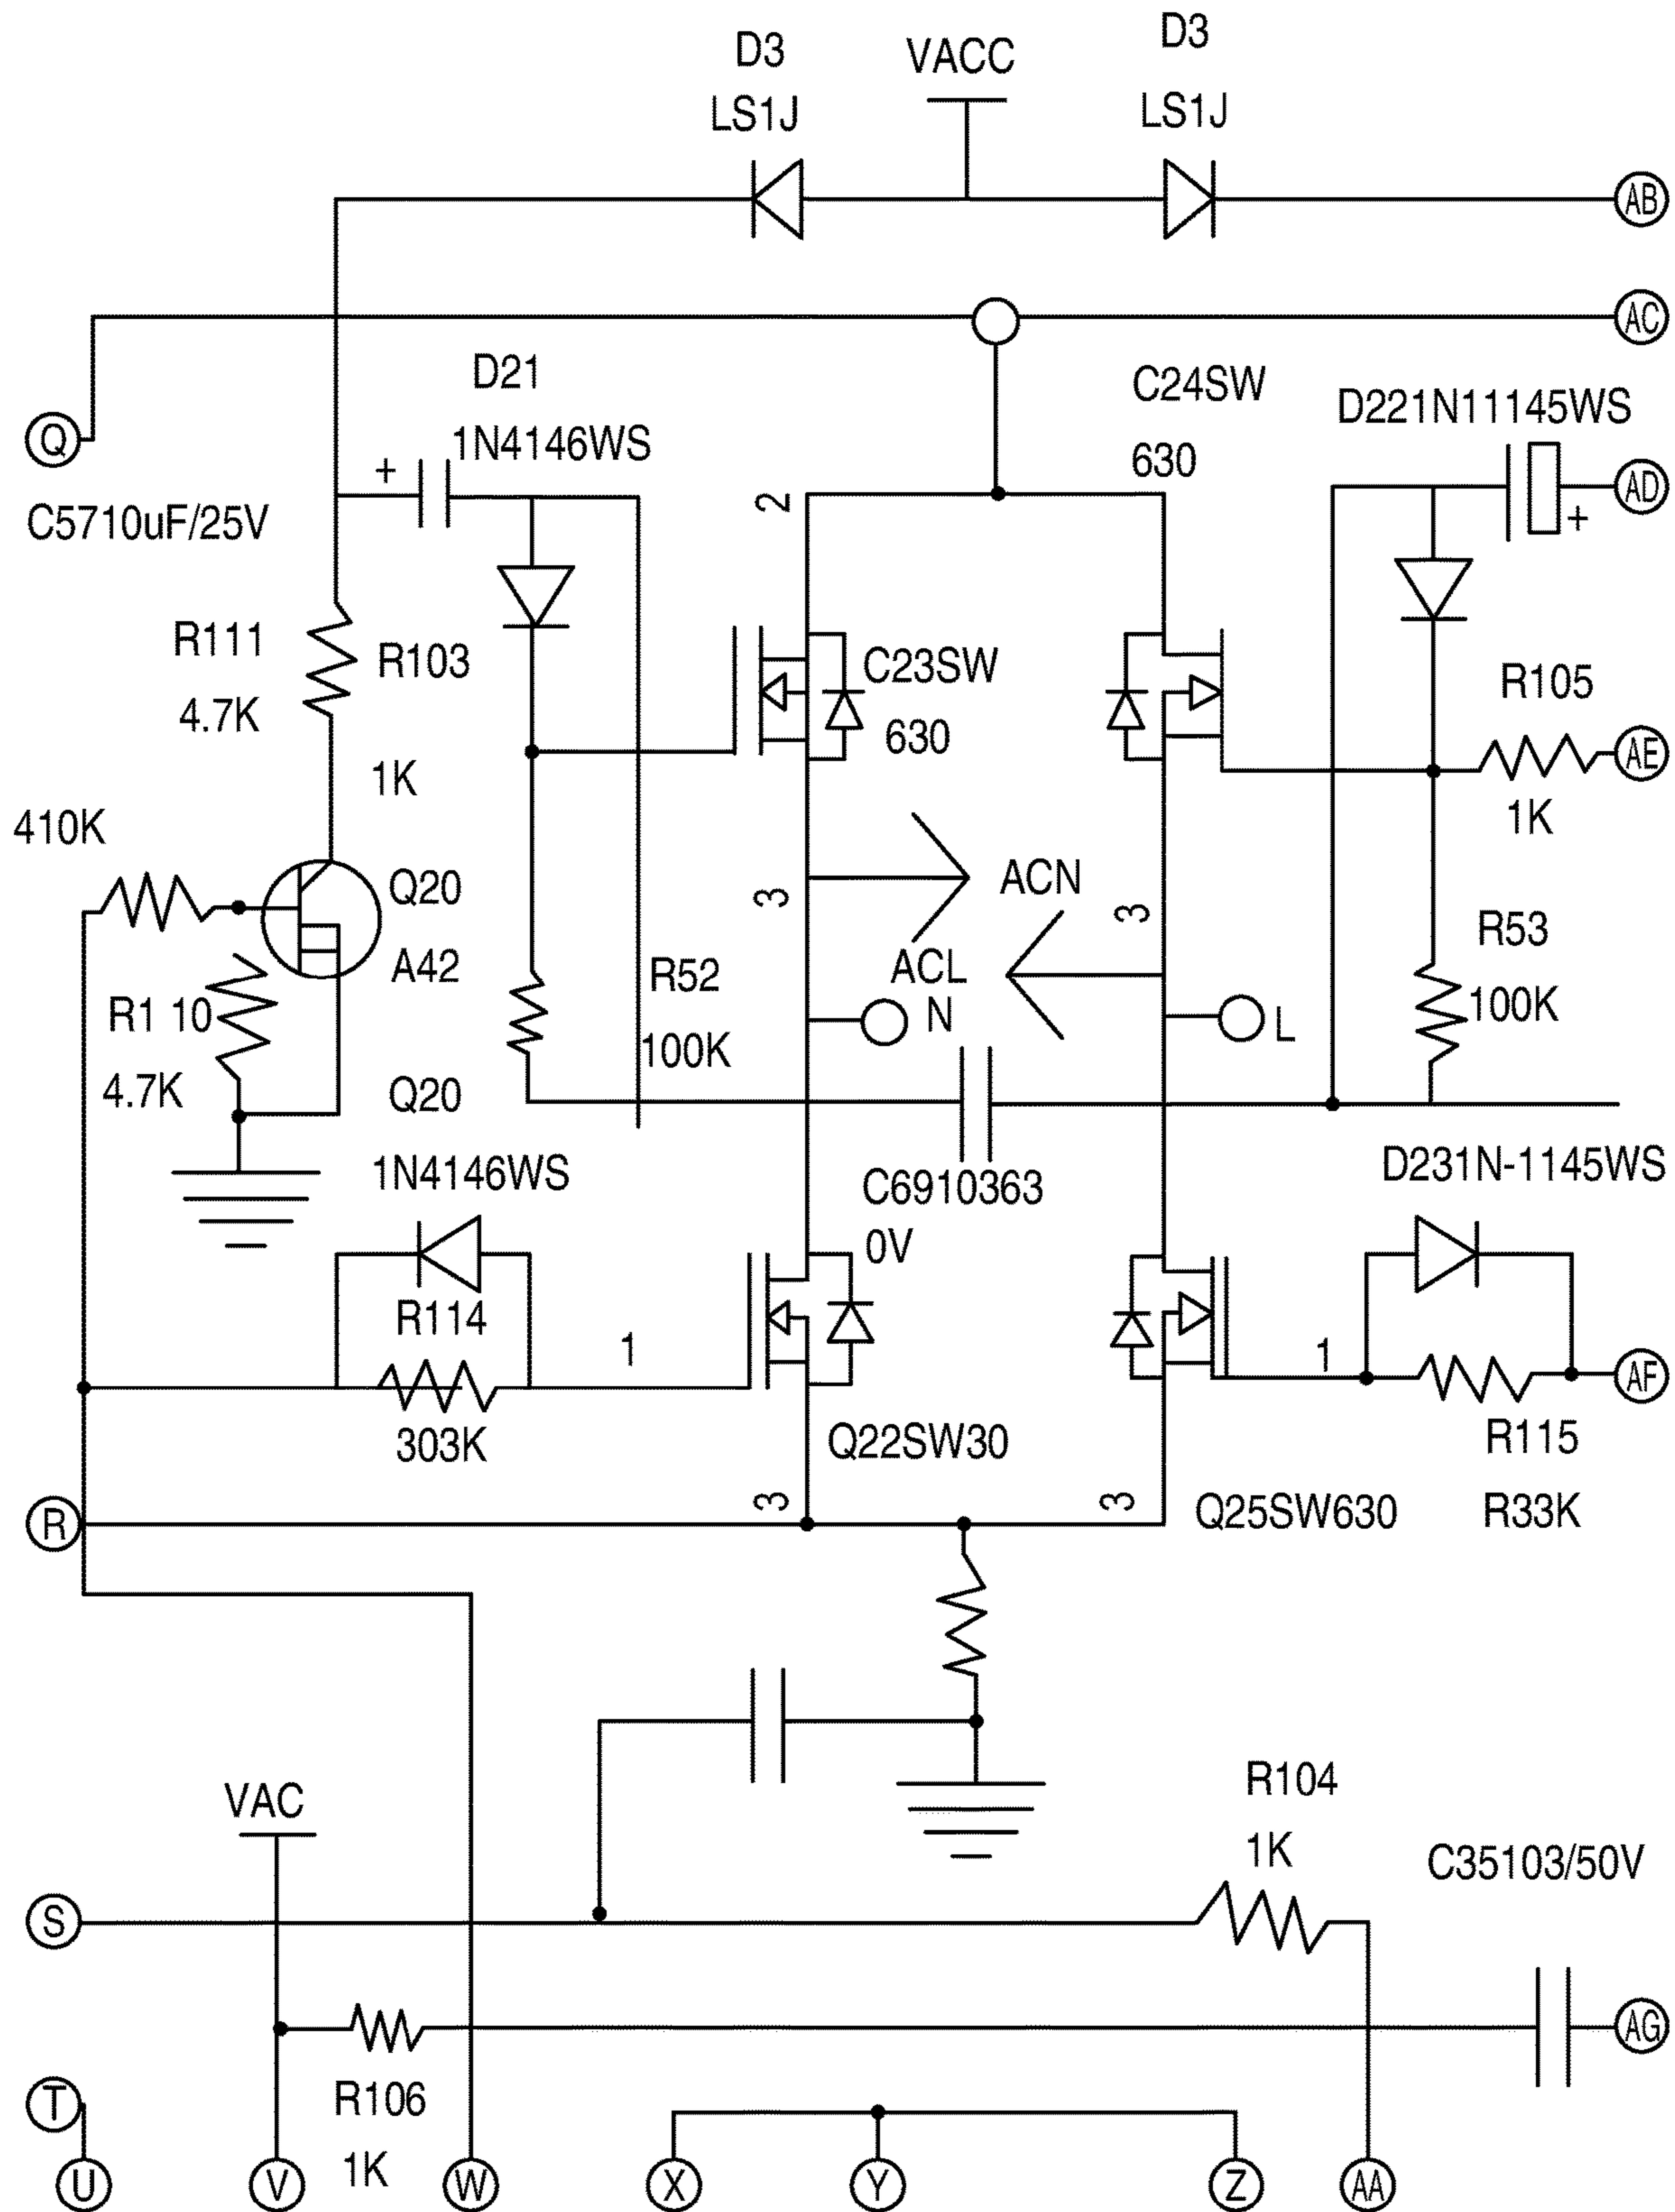 D3
LS1J
VACC
D3
LS1J
AB
AC
Q
D21
1N4146WS
C24SW
630
D221N11145WS
AD
+
+
C5710uF/25V
2
R111
4.7K
R103
1K
C23SW
630
R105
1K
AE
410K
Q20
A42
3
ACN
ACL
N
3
L
R53
100K
R1 10
4.7K
R52
100K
Q20
1N4146WS
C6910363
0V
D231N-1145WS
R114
303K
1
1
AF
Q22SW30
R115
R33K
R
3
3
Q25SW630
VAC
R104
1K
C35103/50V
S
AG
T
R106
1K
U
V
W
X
Y
Z
AA